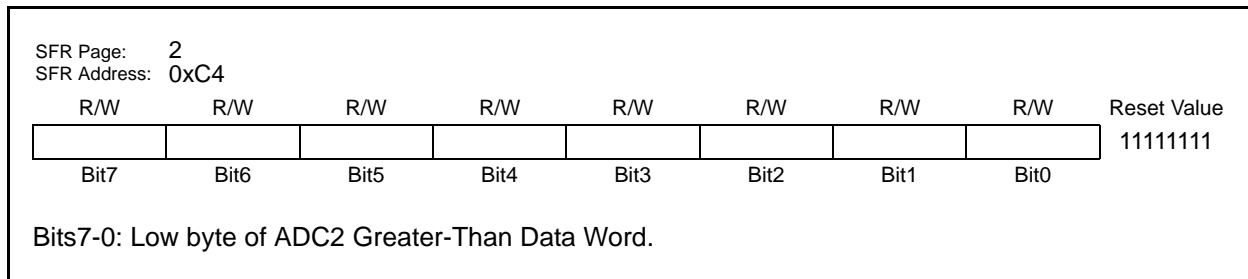 SFR Page: 2
SFR Address: 0xC4
R/W R/W R/W R/W R/W R/W R/W R/W Reset Value
11111111
Bit7 Bit6 Bit5 Bit4 Bit3 Bit2 Bit1 Bit0
Bits7-0: Low byte of ADC2 Greater-Than Data Word.